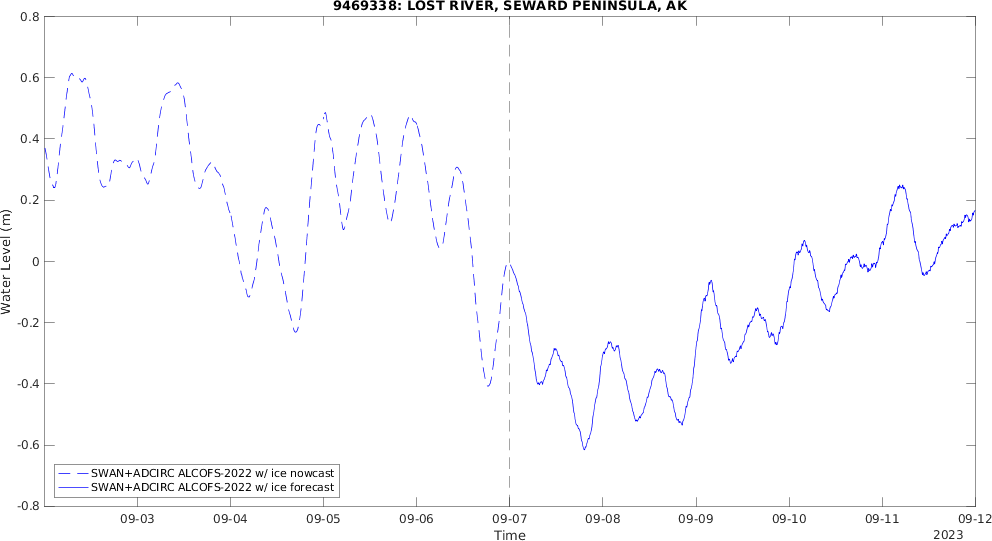 9469338: LOST RIVER, SEWARD PENINSULA, AK
0.8
0.6
0.4
0.2
0
-0.2
-0.4
-0.6
-0.8
Water Level (m)
SWAN+ADCIRC ALCOFS-2022 w/ ice nowcast
SWAN+ADCIRC ALCOFS-2022 w/ ice forecast
09-03 09-04 09-05 09-06 09-07 09-08 09-09 09-10 09-11 09-12
Time
2023